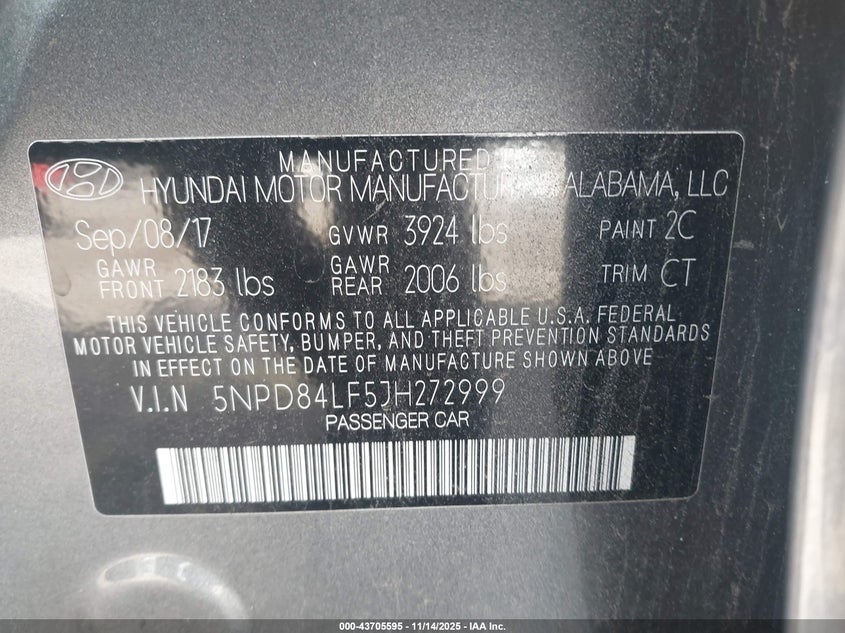 MANUFACTURED
HYUNDAI MOTOR MANUFACTURING ALABAMA, LLC
Sep/08/17 GVWR 3924 lbs PAINT 2C
GAWR FRONT 2183 lbs GAWR REAR 2006 lbs TRIM CT
THIS VEHICLE CONFORMS TO ALL APPLICABLE U.S.A. FEDERAL
MOTOR VEHICLE SAFETY, BUMPER, AND THEFT PREVENTION STANDARDS
IN EFFECT ON THE DATE OF MANUFACTURE SHOWN ABOVE
V.I.N 5NPD84LF5JH272999
PASSENGER CAR
000-43705595 - 11/14/2025 - IAA Inc.